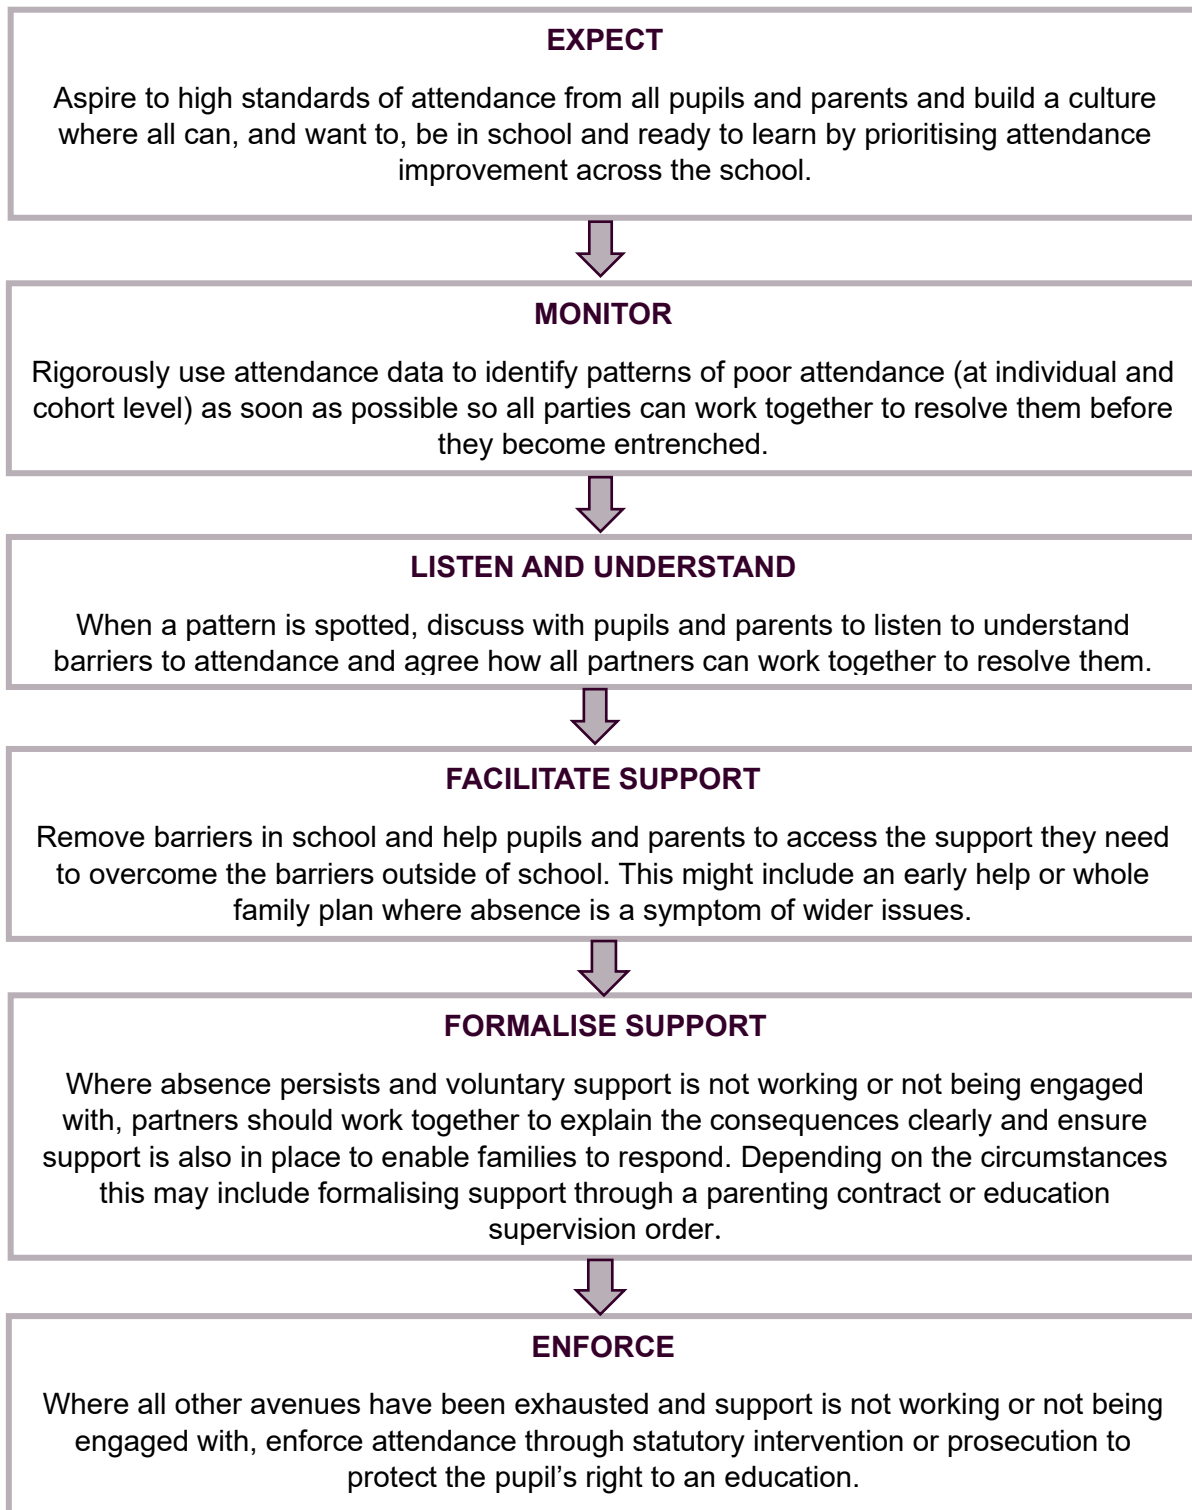 EXPECT
Aspire to high standards of attendance from all pupils and parents and build a culture
where all can, and want to, be in school and ready to learn by prioritising attendance
improvement across the school.
MONITOR
Rigorously use attendance data to identify patterns of poor attendance (at individual and
cohort level) as soon as possible so all parties can work together to resolve them before
they become entrenched.
LISTEN AND UNDERSTAND
When a pattern is spotted, discuss with pupils and parents to listen to understand
barriers to attendance and agree how all partners can work together to resolve them.
FACILITATE SUPPORT
Remove barriers in school and help pupils and parents to access the support they need
to overcome the barriers outside of school. This might include an early help or whole
family plan where absence is a symptom of wider issues.
FORMALISE SUPPORT
Where absence persists and voluntary support is not working or not being engaged
with, partners should work together to explain the consequences clearly and ensure
support is also in place to enable families to respond. Depending on the circumstances
this may include formalising support through a parenting contract or education
supervision order.
ENFORCE
Where all other avenues have been exhausted and support is not working or not being
engaged with, enforce attendance through statutory intervention or prosecution to
protect the pupil’s right to an education.